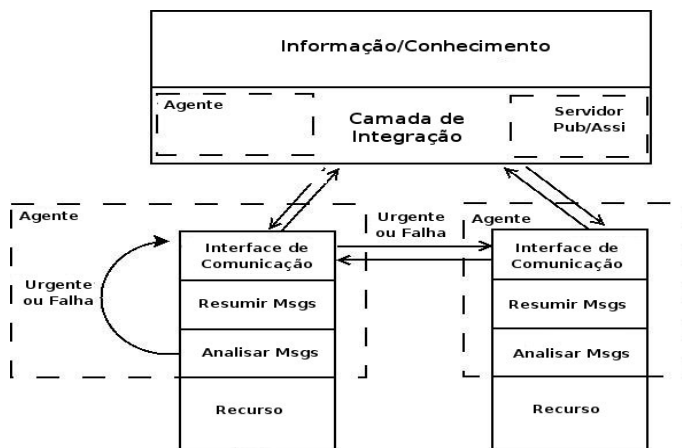 Informação/Conhecimento
Agente
Camada de
Integração
Servidor
Pub/Assi
Agente
Urgente
ou Falha
Agente
Interface de
Comunicação
Interface de
Comunicação
Urgente
ou Falha
Resumir Msgs
Resumir Msgs
Analisar Msgs
Analisar Msgs
Recurso
Recurso